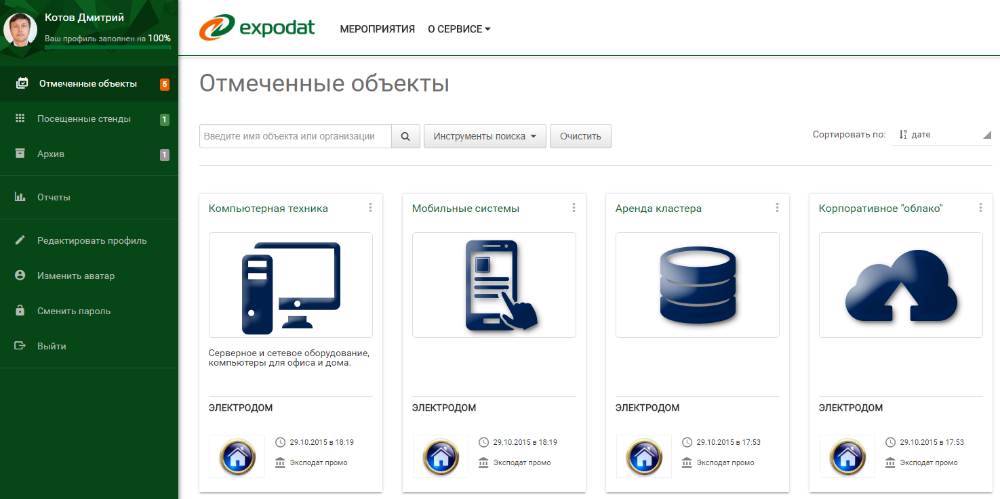 Котов Дмитрий
Ваш профиль заполнен на 100%
Отмеченные объекты 5
Посещенные стенды 1
Архив 1
Отчеты
Редактировать профиль
Изменить аватар
Сменить пароль
Выйти
expodat МЕРОПРИЯТИЯ О СЕРВИСЕ
Отмеченные объекты
Введите имя объекта или организации Инструменты поиска Очистить Сортировать по: дате
Компьютерная техника
Серверное и сетевое оборудование,
компьютеры для офиса и дома.
ЭЛЕКТРОДОМ
29.10.2015 в 18:19
Эксподат промо
Мобильные системы
ЭЛЕКТРОДОМ
29.10.2015 в 18:19
Эксподат промо
Аренда кластера
ЭЛЕКТРОДОМ
29.10.2015 в 17:53
Эксподат промо
Корпоративное "облако"
ЭЛЕКТРОДОМ
29.10.2015 в 17:53
Эксподат промо